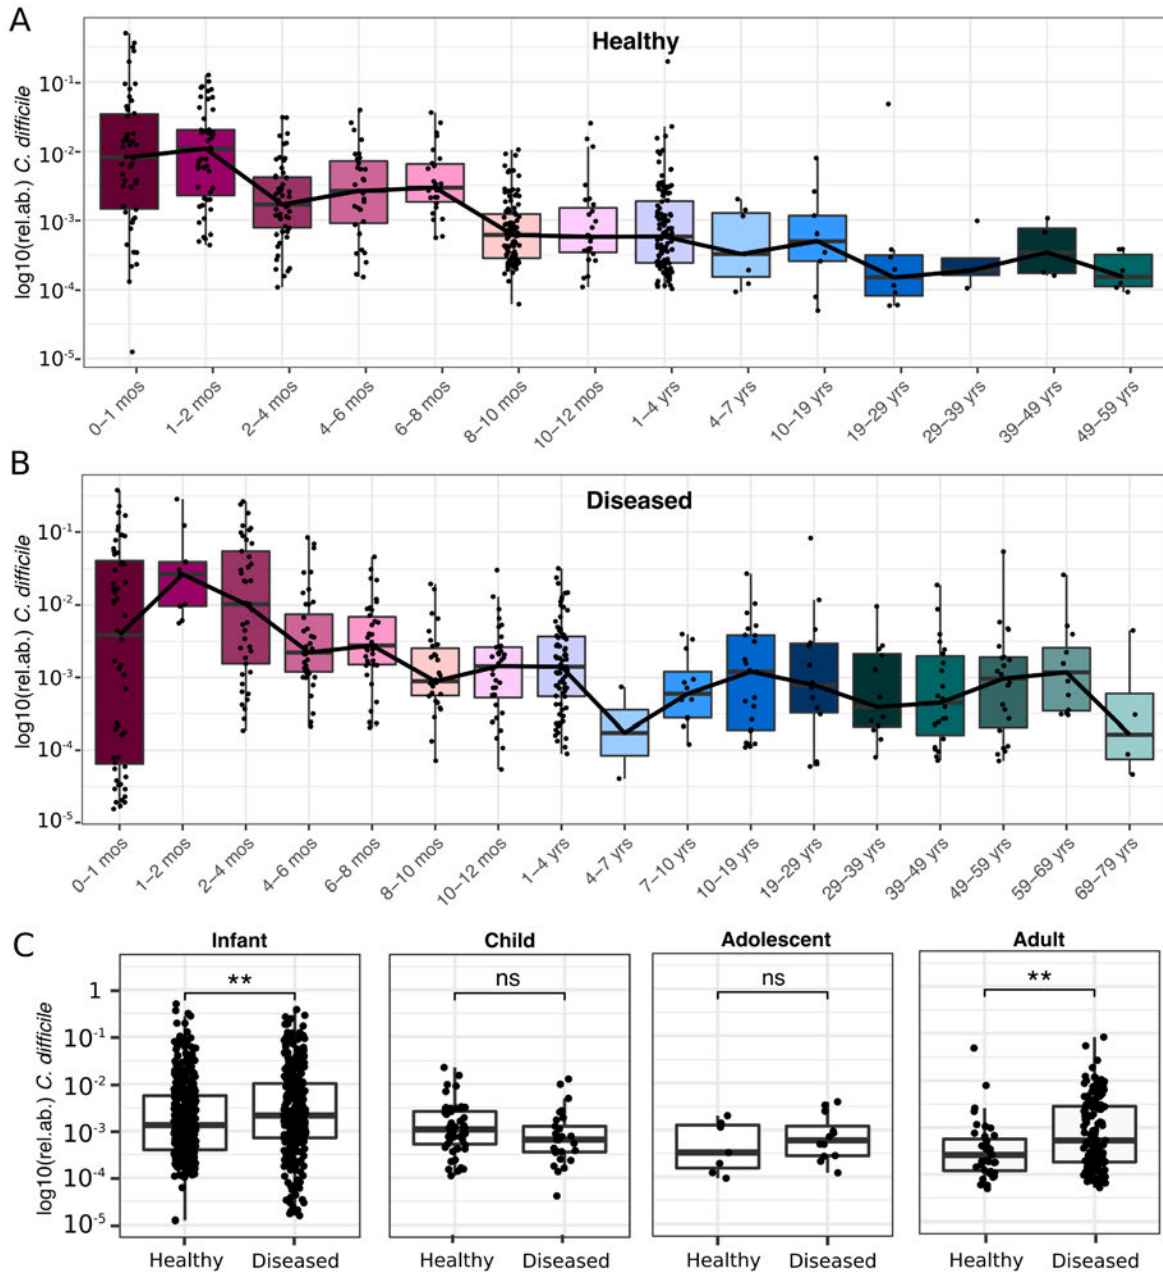 A
Healthy
log10(rel.ab.) C. difficile
10-1
10-2
10-3
10-4
10-5
0–1 mos
1–2 mos
2–4 mos
4–6 mos
6–8 mos
8–10 mos
10–12 mos
1–4 yrs
4–7 yrs
10–19 yrs
19–29 yrs
29–39 yrs
39–49 yrs
49–59 yrs
B
Diseased
log10(rel.ab.) C. difficile
10-1
10-2
10-3
10-4
10-5
0–1 mos
1–2 mos
2–4 mos
4–6 mos
6–8 mos
8–10 mos
10–12 mos
1–4 yrs
4–7 yrs
7–10 yrs
10–19 yrs
19–29 yrs
29–39 yrs
39–49 yrs
49–59 yrs
59–69 yrs
69–79 yrs
C
Infant Child Adolescent Adult
** ns ns **
log10(rel.ab.) C. difficile
1
10-1
10-2
10-3
10-4
10-5
Healthy Diseased Healthy Diseased Healthy Diseased Healthy Diseased